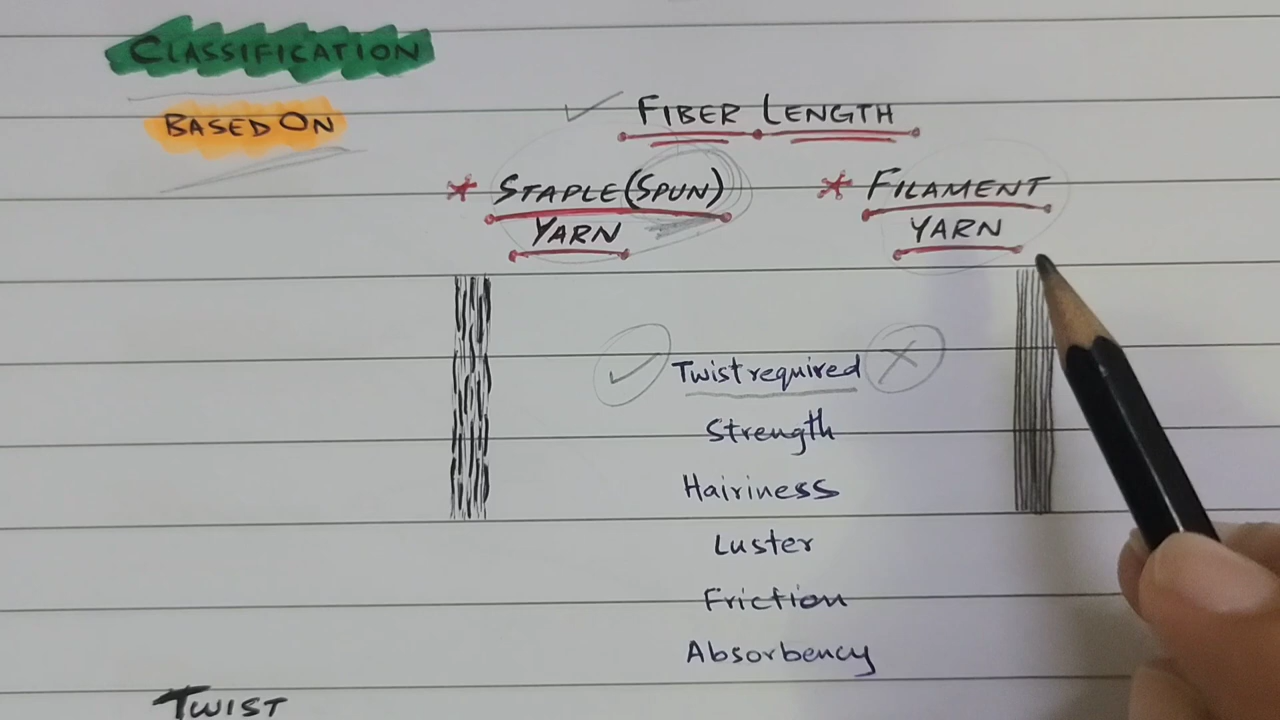 CLASSIFICATION
BASED ON
FIBER LENGTH
* STAPLE (SPUN) YARN
* FILAMENT YARN
Twist required
Strength
Hairiness
Luster
Friction
Absorbency
TWIST